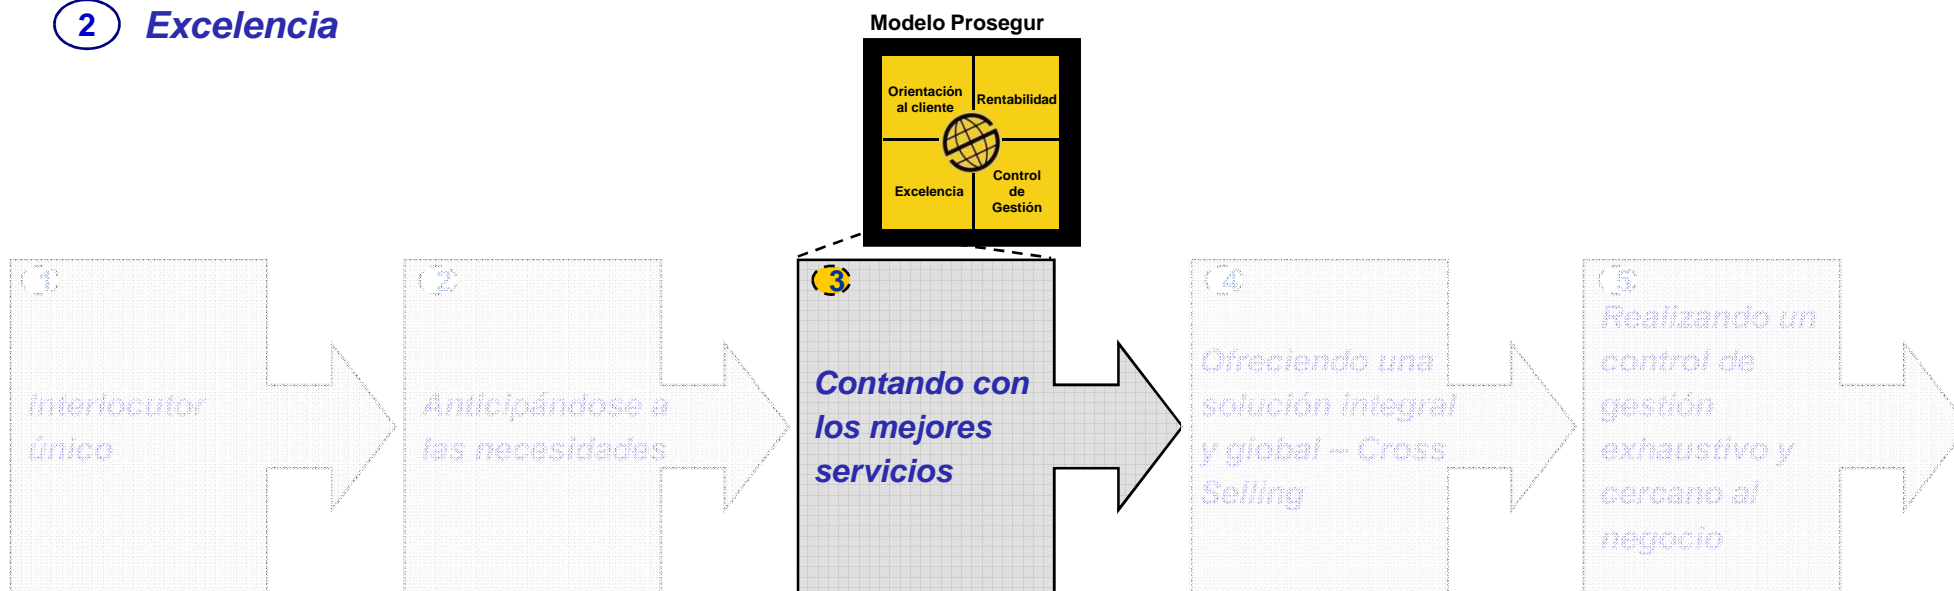 2 Excelencia
Modelo Prosegur
Orientación
al cliente
Rentabilidad
Excelencia
Control
de
Gestión
1
Interlocutor
único
2
Anticipándose a
las necesidades
3
Contando con
los mejores
servicios
4
Ofreciendo una
solución integral
y global – Cross
Selling
5
Realizando un
control de
gestión
exhaustivo y
cercano al
negocio